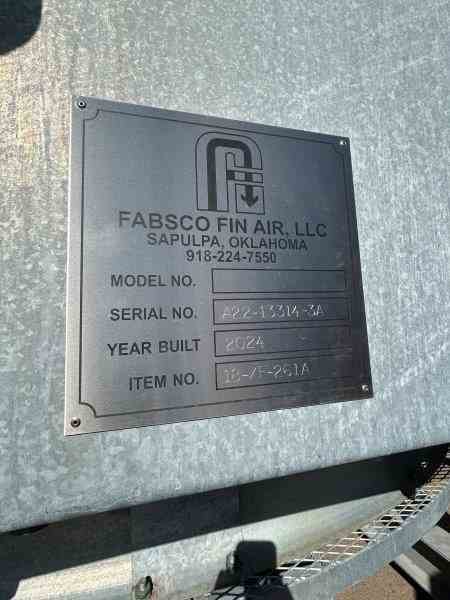 FABSCO FIN AIR, LLC
SAPULPA, OKLAHOMA
918-224-7550
MODEL NO.
SERIAL NO. A22-13314-3A
YEAR BUILT 2024
ITEM NO.